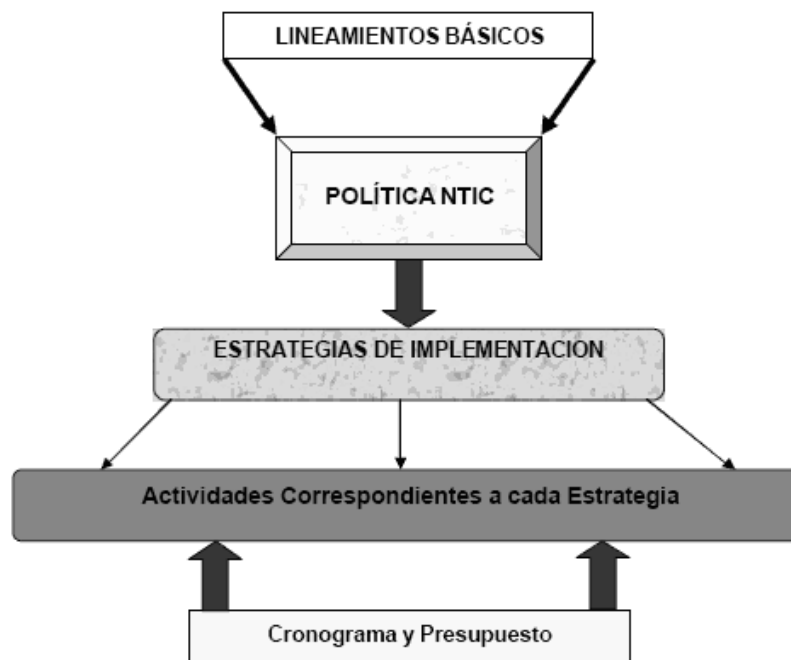 LINEAMIENTOS BÁSICOS
POLÍTICA NTIC
ESTRATEGIAS DE IMPLEMENTACION
Actividades Correspondientes a cada Estrategia
Cronograma y Presupuesto